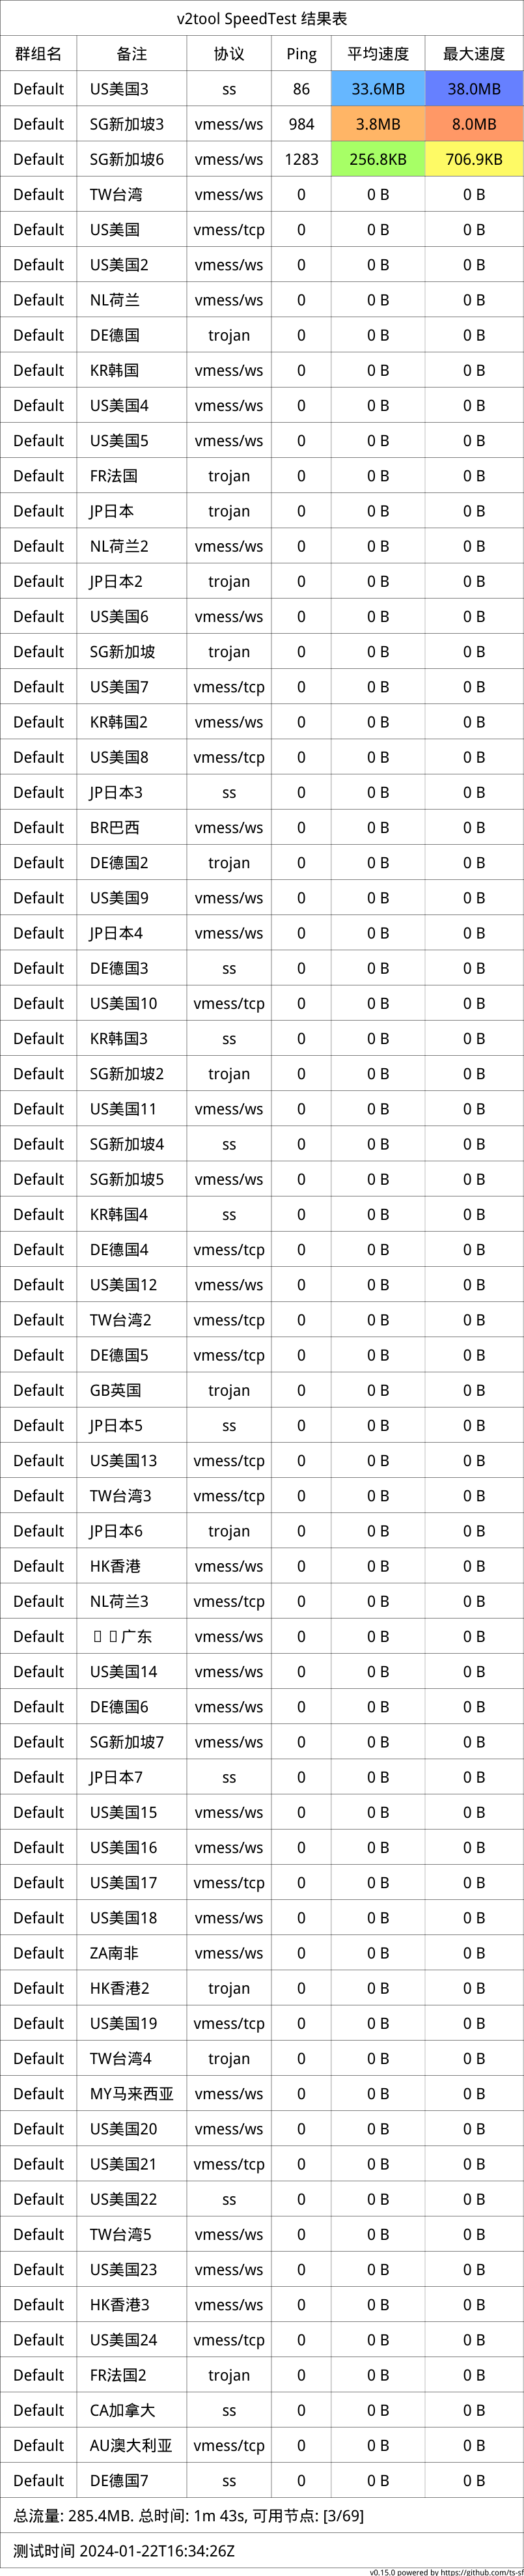 v2tool SpeedTest 结果表
群组名 备注 协议 Ping 平均速度 最大速度
Default US美国3 ss 86 33.6MB 38.0MB
Default SG新加坡3 vmess/ws 984 3.8MB 8.0MB
Default SG新加坡6 vmess/ws 1283 256.8KB 706.9KB
Default TW台湾 vmess/ws 0 0 B 0 B
Default US美国 vmess/tcp 0 0 B 0 B
Default US美国2 vmess/ws 0 0 B 0 B
Default NL荷兰 vmess/ws 0 0 B 0 B
Default DE德国 trojan 0 0 B 0 B
Default KR韩国 vmess/ws 0 0 B 0 B
Default US美国4 vmess/ws 0 0 B 0 B
Default US美国5 vmess/ws 0 0 B 0 B
Default FR法国 trojan 0 0 B 0 B
Default JP日本 trojan 0 0 B 0 B
Default NL荷兰2 vmess/ws 0 0 B 0 B
Default JP日本2 trojan 0 0 B 0 B
Default US美国6 vmess/ws 0 0 B 0 B
Default SG新加坡 trojan 0 0 B 0 B
Default US美国7 vmess/tcp 0 0 B 0 B
Default KR韩国2 vmess/ws 0 0 B 0 B
Default US美国8 vmess/tcp 0 0 B 0 B
Default JP日本3 ss 0 0 B 0 B
Default BR巴西 vmess/ws 0 0 B 0 B
Default DE德国2 trojan 0 0 B 0 B
Default US美国9 vmess/ws 0 0 B 0 B
Default JP日本4 vmess/ws 0 0 B 0 B
Default DE德国3 ss 0 0 B 0 B
Default US美国10 vmess/tcp 0 0 B 0 B
Default KR韩国3 ss 0 0 B 0 B
Default SG新加坡2 trojan 0 0 B 0 B
Default US美国11 vmess/ws 0 0 B 0 B
Default SG新加坡4 ss 0 0 B 0 B
Default SG新加坡5 vmess/ws 0 0 B 0 B
Default KR韩国4 ss 0 0 B 0 B
Default DE德国4 vmess/tcp 0 0 B 0 B
Default US美国12 vmess/ws 0 0 B 0 B
Default TW台湾2 vmess/tcp 0 0 B 0 B
Default DE德国5 vmess/tcp 0 0 B 0 B
Default GB英国 trojan 0 0 B 0 B
Default JP日本5 ss 0 0 B 0 B
Default US美国13 vmess/tcp 0 0 B 0 B
Default TW台湾3 vmess/tcp 0 0 B 0 B
Default JP日本6 trojan 0 0 B 0 B
Default HK香港 vmess/ws 0 0 B 0 B
Default NL荷兰3 vmess/tcp 0 0 B 0 B
Default 广东 vmess/ws 0 0 B 0 B
Default US美国14 vmess/ws 0 0 B 0 B
Default DE德国6 vmess/ws 0 0 B 0 B
Default SG新加坡7 vmess/ws 0 0 B 0 B
Default JP日本7 ss 0 0 B 0 B
Default US美国15 vmess/ws 0 0 B 0 B
Default US美国16 vmess/ws 0 0 B 0 B
Default US美国17 vmess/tcp 0 0 B 0 B
Default US美国18 vmess/ws 0 0 B 0 B
Default ZA南非 vmess/ws 0 0 B 0 B
Default HK香港2 trojan 0 0 B 0 B
Default US美国19 vmess/tcp 0 0 B 0 B
Default TW台湾4 trojan 0 0 B 0 B
Default MY马来西亚 vmess/ws 0 0 B 0 B
Default US美国20 vmess/ws 0 0 B 0 B
Default US美国21 vmess/tcp 0 0 B 0 B
Default US美国22 ss 0 0 B 0 B
Default TW台湾5 vmess/ws 0 0 B 0 B
Default US美国23 vmess/ws 0 0 B 0 B
Default HK香港3 vmess/ws 0 0 B 0 B
Default US美国24 vmess/tcp 0 0 B 0 B
Default FR法国2 trojan 0 0 B 0 B
Default CA加拿大 ss 0 0 B 0 B
Default AU澳大利亚 vmess/tcp 0 0 B 0 B
Default DE德国7 ss 0 0 B 0 B
总流量: 285.4MB. 总时间: 1m 43s, 可用节点: [3/69]
测试时间 2024-01-22T16:34:26Z
v0.15.0 powered by https://github.com/ts-sf